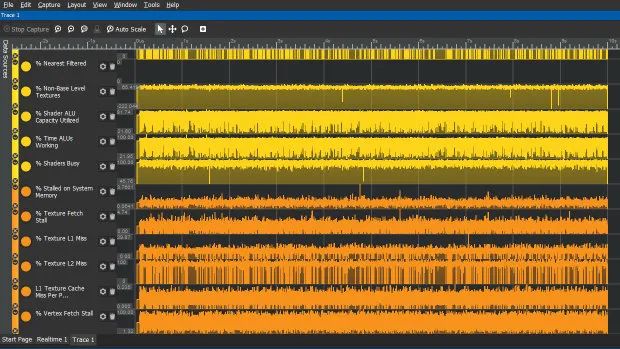 File Edit Capture Layout View Window Tools Help
Trace 1
Stop Capture Auto Scale
Data Sources
% Nearest Filtered
% Non-Base Level
Textures
% Shader ALU
Capacity Utilized
% Time ALUs
Working
% Shaders Busy
% Stalled on System
Memory
% Texture Fetch
Stall
% Texture L1 Miss
% Texture L2 Miss
L1 Texture Cache
Miss Per P...
% Vertex Fetch Stall
Start Page Realtime 1 Trace 1